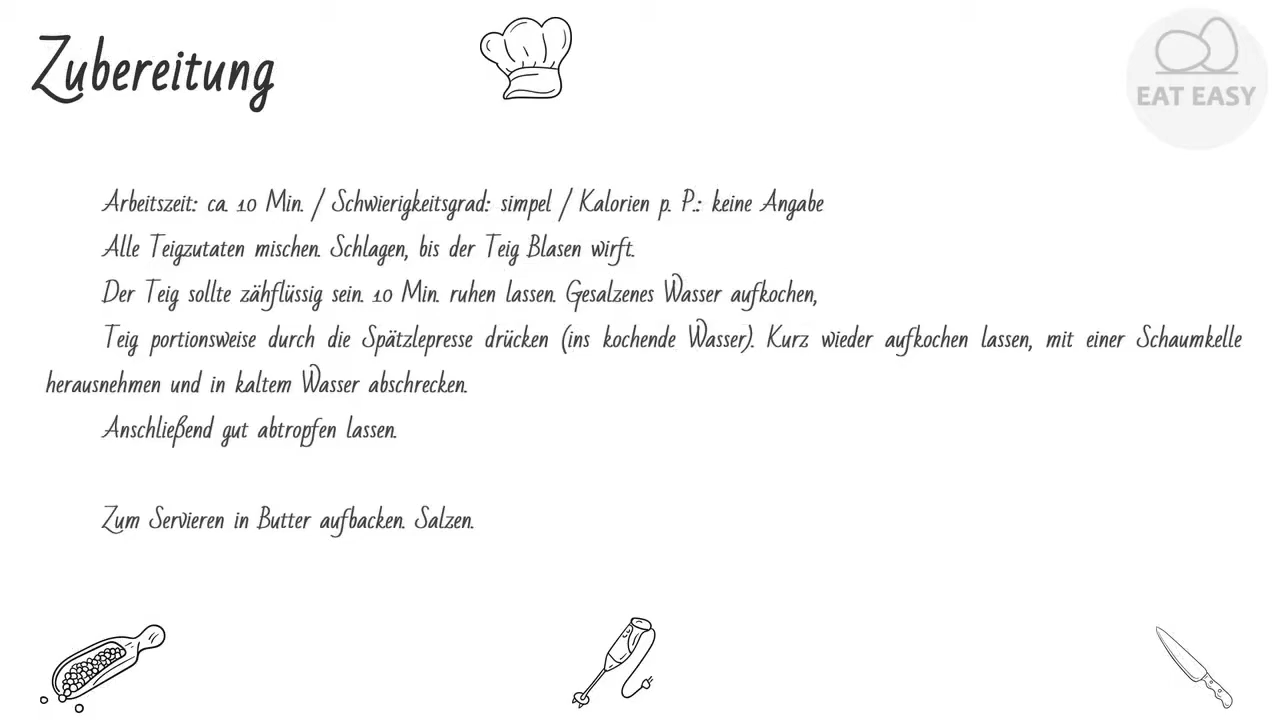 Zubereitung
EAT EASY
Arbeitszeit: ca. 10 Min. / Schwierigkeitsgrad: simpel / Kalorien p. P.: keine Angabe
Alle Teigzutaten mischen. Schlagen, bis der Teig Blasen wirft.
Der Teig sollte zähflüssig sein. 10 Min. ruhen lassen. Gesalzenes Wasser aufkochen,
Teig portionsweise durch die Spätzlepresse drücken (ins kochende Wasser). Kurz wieder aufkochen lassen, mit einer Schaumkelle
herausnehmen und in kaltem Wasser abschrecken.
Anschließend gut abtropfen lassen.
Zum Servieren in Butter aufbacken. Salzen.